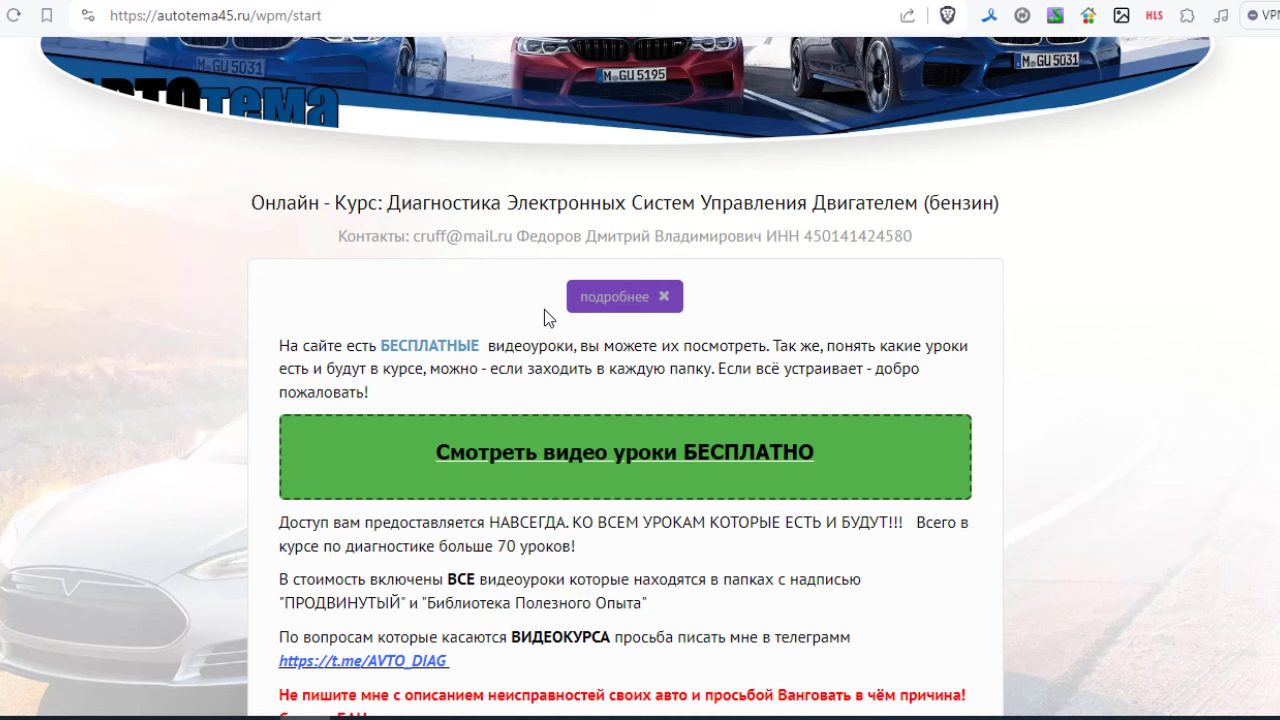 https://autotema45.ru/wpm/start
HLS
VPN
M GU 5031
M GU 5195
M GU 5031
АВТОтема
Онлайн - Курс: Диагностика Электронных Систем Управления Двигателем (бензин)
Контакты: cruff@mail.ru Федоров Дмитрий Владимирович ИНН 450141424580
подробнее ✖
На сайте есть БЕСПЛАТНЫЕ видеоуроки, вы можете их посмотреть. Так же, понять какие уроки
есть и будут в курсе, можно - если заходить в каждую папку. Если всё устраивает - добро
пожаловать!
Смотреть видео уроки БЕСПЛАТНО
Доступ вам предоставляется НАВСЕГДА. КО ВСЕМ УРОКАМ КОТОРЫЕ ЕСТЬ И БУДУТ!!! Всего в
курсе по диагностике больше 70 уроков!
В стоимость включены ВСЕ видеоуроки которые находятся в папках с надписью
"ПРОДВИНУТЫЙ" и "Библиотека Полезного Опыта"
По вопросам которые касаются ВИДЕОКУРСА просьба писать мне в телеграмм
https://t.me/AVTO_DIAG
Не пишите мне с описанием неисправностей своих авто и просьбой Ванговать в чём причина!